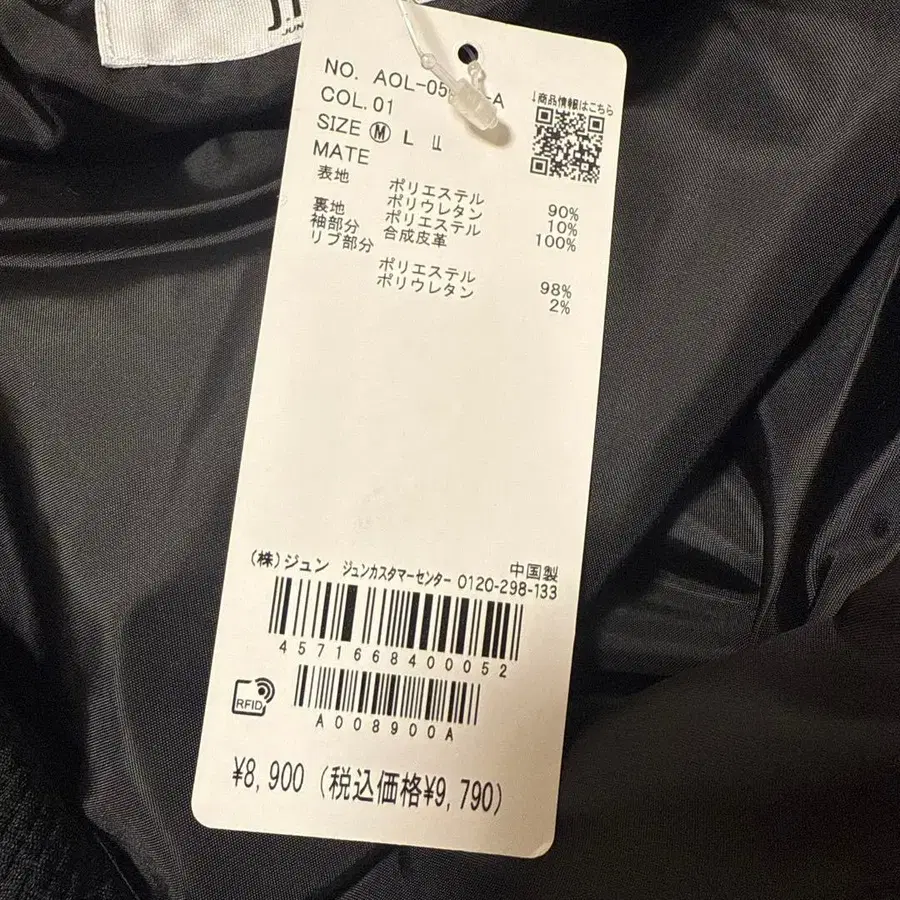 JUN
NO. AOL-05
COL. 01
SIZE Ⓜ L LL
MATE
↓商品情報はこちら
表地 ポリエステル 90%
ポリウレタン 10%
裏地 ポリエステル 100%
袖部分 合成皮革
リブ部分
ポリエステル 98%
ポリウレタン 2%
中国製
(株)ジュン ジュンカスタマーセンター 0120-298-133
4571668400052
RFID
A008900A
¥8,900 (税込価格¥9,790)